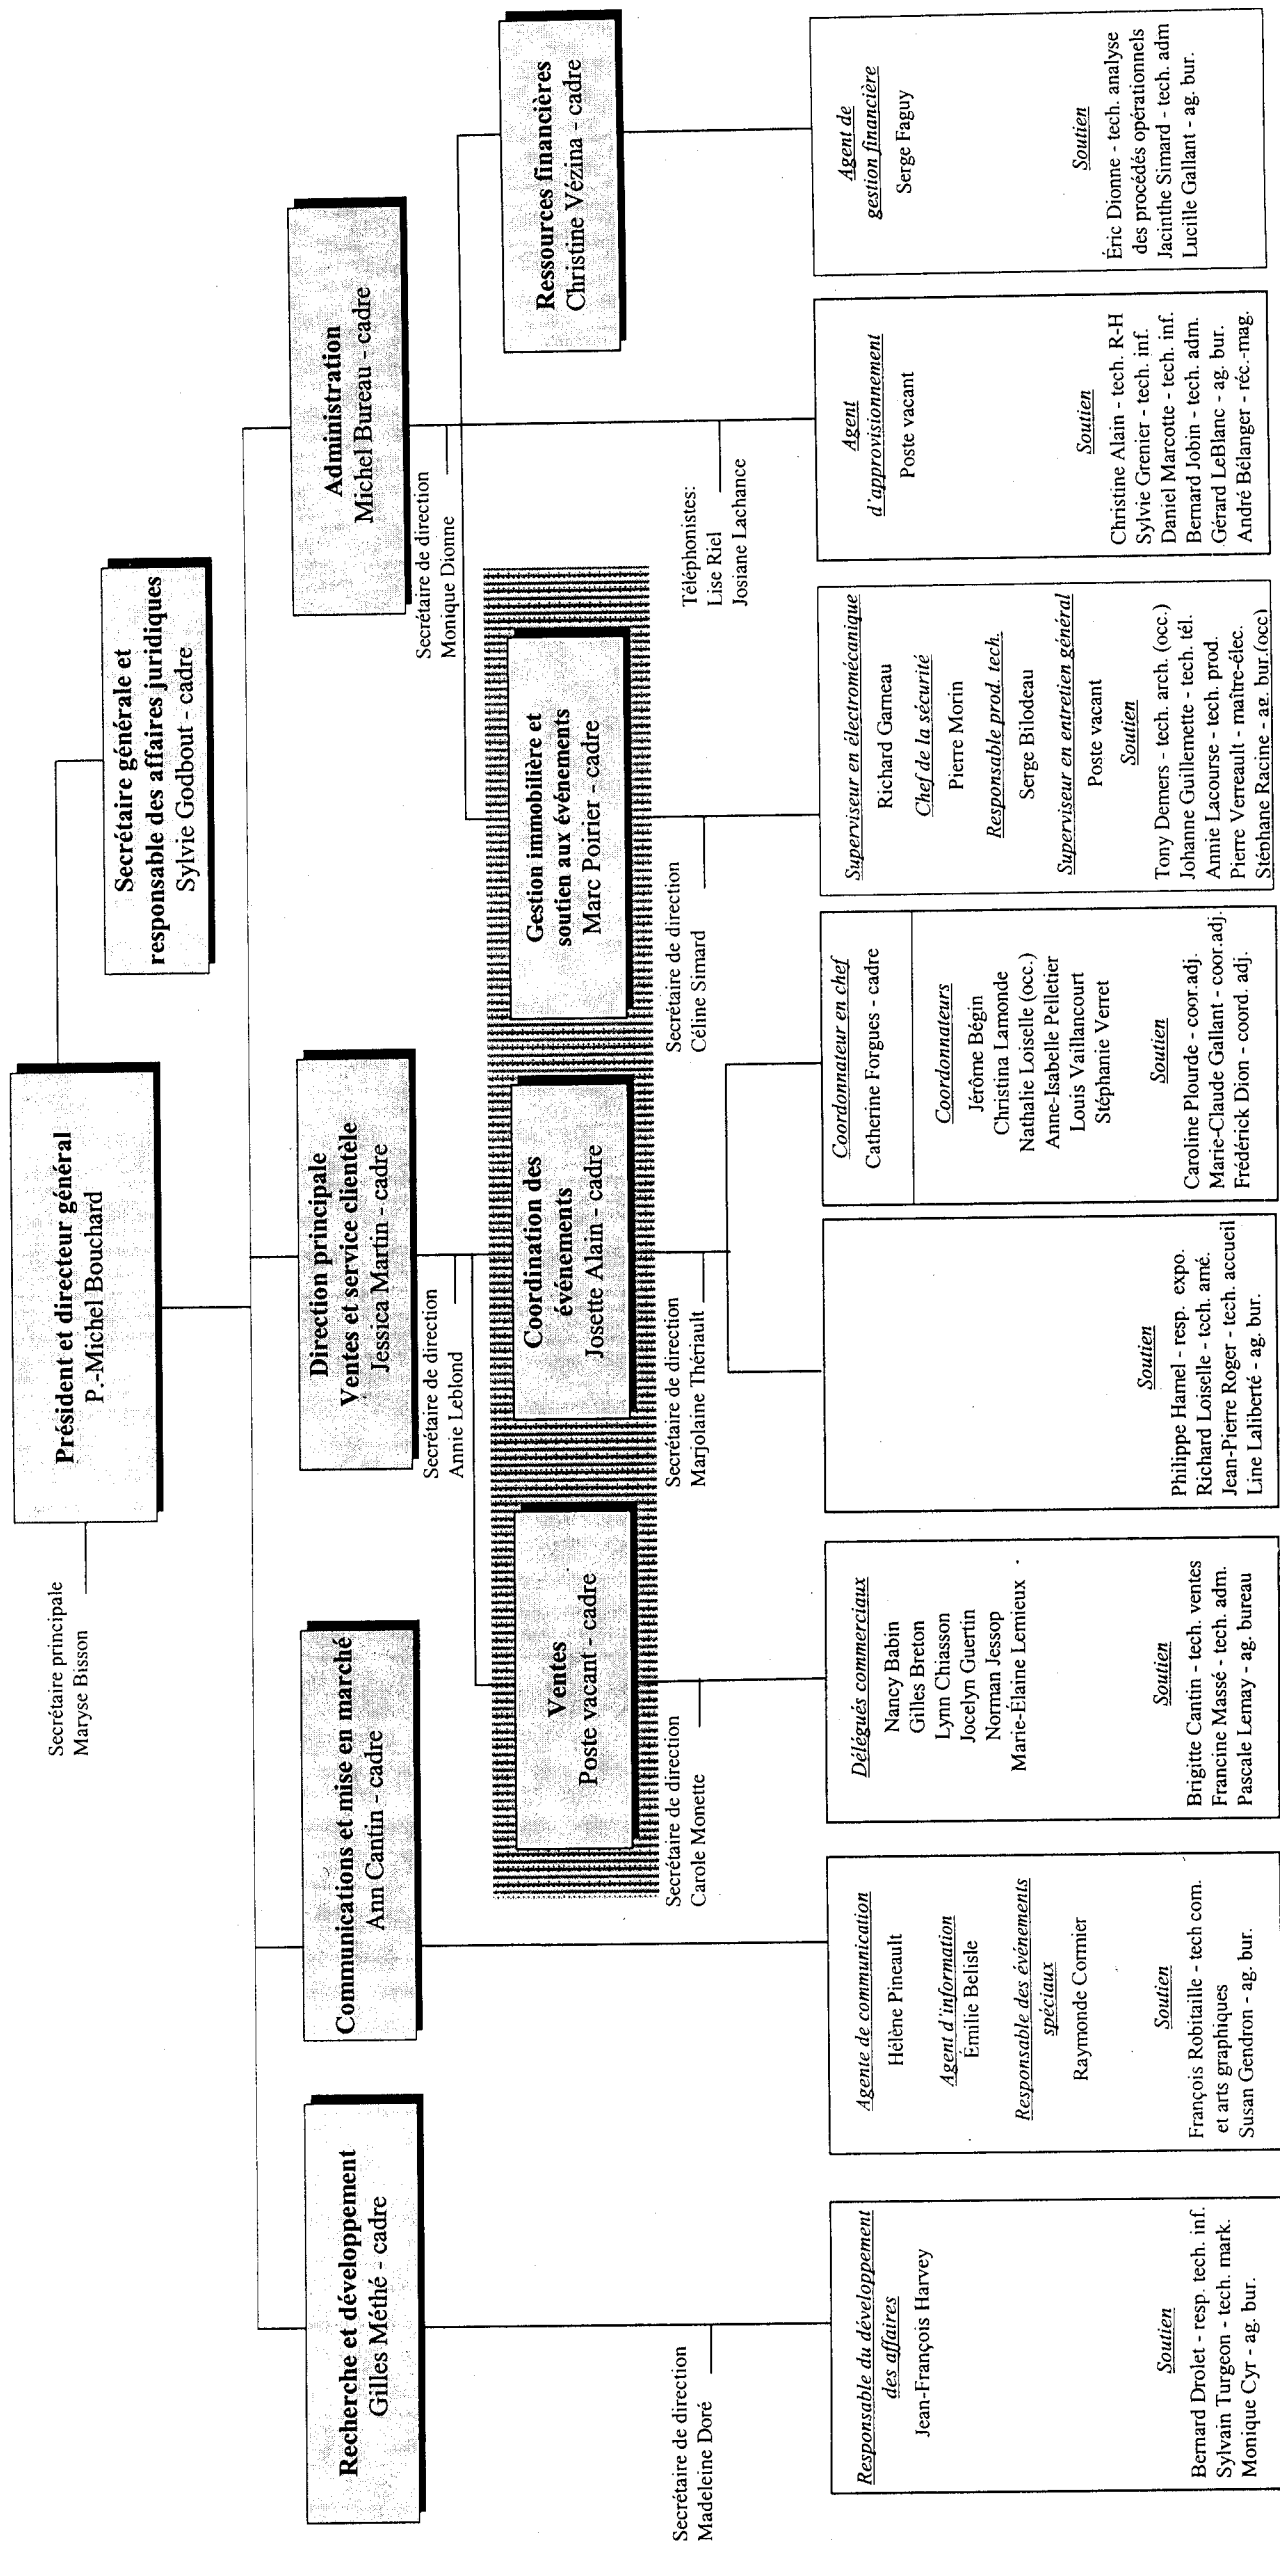 Président et directeur général
P.-Michel Bouchard
Secrétaire principale
Maryse Bisson
Secrétaire générale et
responsable des affaires juridiques
Sylvie Godbout - cadre
Recherche et développement
Gilles Méthé - cadre
Communications et mise en marché
Ann Cantin - cadre
Direction principale
Ventes et service clientèle
Jessica Martin - cadre
Administration
Michel Bureau - cadre
Secrétaire de direction
Annie Leblond
Secrétaire de direction
Monique Dionne
Ventes
Poste vacant - cadre
Coordination des
événements
Josette Alain - cadre
Gestion immobilière et
soutien aux événements
Marc Poirier - cadre
Ressources financières
Christine Vézina - cadre
Secrétaire de direction
Madeleine Doré
Secrétaire de direction
Carole Monette
Secrétaire de direction
Marjolaine Thériault
Secrétaire de direction
Céline Simard
Téléphonistes:
Lise Riel
Josiane Lachance
Responsable du développement
des affaires
Jean-François Harvey
Soutien
Bernard Drolet - resp. tech. inf.
Sylvain Turgeon - tech. mark.
Monique Cyr - ag. bur.
Agente de communication
Hélène Pineault
Agent d'information
Émilie Belisle
Responsable des événements
spéciaux
Raymonde Cormier
Soutien
François Robitaille - tech com.
et arts graphiques
Susan Gendron - ag. bur.
Délégués commerciaux
Nancy Babin
Gilles Breton
Lynn Chiasson
Jocelyn Guertin
Norman Jessop
Marie-Élaine Lemieux
Soutien
Brigitte Cantin - tech. ventes
Francine Massé - tech. adm.
Pascale Lemay - ag. bureau
Soutien
Philippe Hamel - resp. expo.
Richard Loiselle - tech. amé.
Jean-Pierre Roger - tech. accueil
Line Laliberté - ag. bur.
Coordonnateur en chef
Catherine Forgues - cadre
Coordonnateurs
Jérôme Bégin
Christina Lamonde
Nathalie Loiselle (occ.)
Anne-Isabelle Pelletier
Louis Vaillancourt
Stéphanie Verret
Soutien
Caroline Plourde - coor.adj.
Marie-Claude Gallant - coor.adj.
Frédérick Dion - coord. adj.
Superviseur en électromécanique
Richard Garneau
Chef de la sécurité
Pierre Morin
Responsable prod. tech.
Serge Bilodeau
Superviseur en entretien général
Poste vacant
Soutien
Tony Demers - tech. arch. (occ.)
Johanne Guillemette - tech. tél.
Annie Lacourse - tech. prod.
Pierre Verreault - maître-élec.
Stéphane Racine - ag. bur.(occ)
Agent
d'approvisionnement
Poste vacant
Soutien
Christine Alain - tech. R-H
Sylvie Grenier - tech. inf.
Daniel Marcotte - tech. inf.
Bernard Jobin - tech. adm.
Gérard LeBlanc - ag. bur.
André Bélanger - réc.-mag.
Agent de
gestion financière
Serge Faguy
Soutien
Éric Dionne - tech. analyse
des procédés opérationnels
Jacinthe Simard - tech. adm
Lucille Gallant - ag. bur.